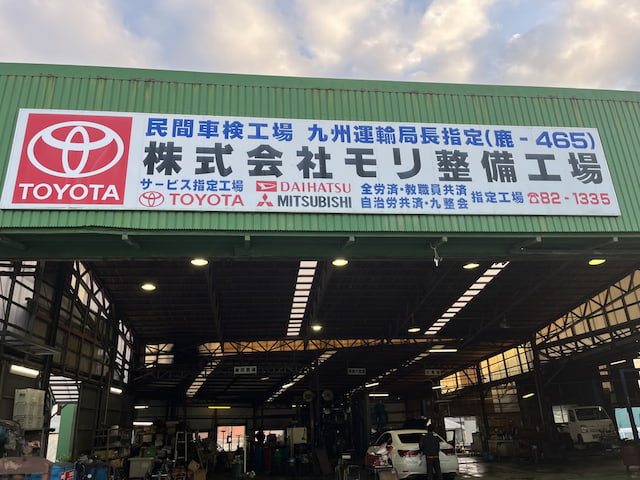 民間車検工場 九州運輸局長指定(鹿-465)
株式会社モリ整備工場
TOYOTA
サービス指定工場
TOYOTA
DAIHATSU
MITSUBISHI
全労済・教職員共済
自治労共済・九整会
指定工場 ☎82-1335